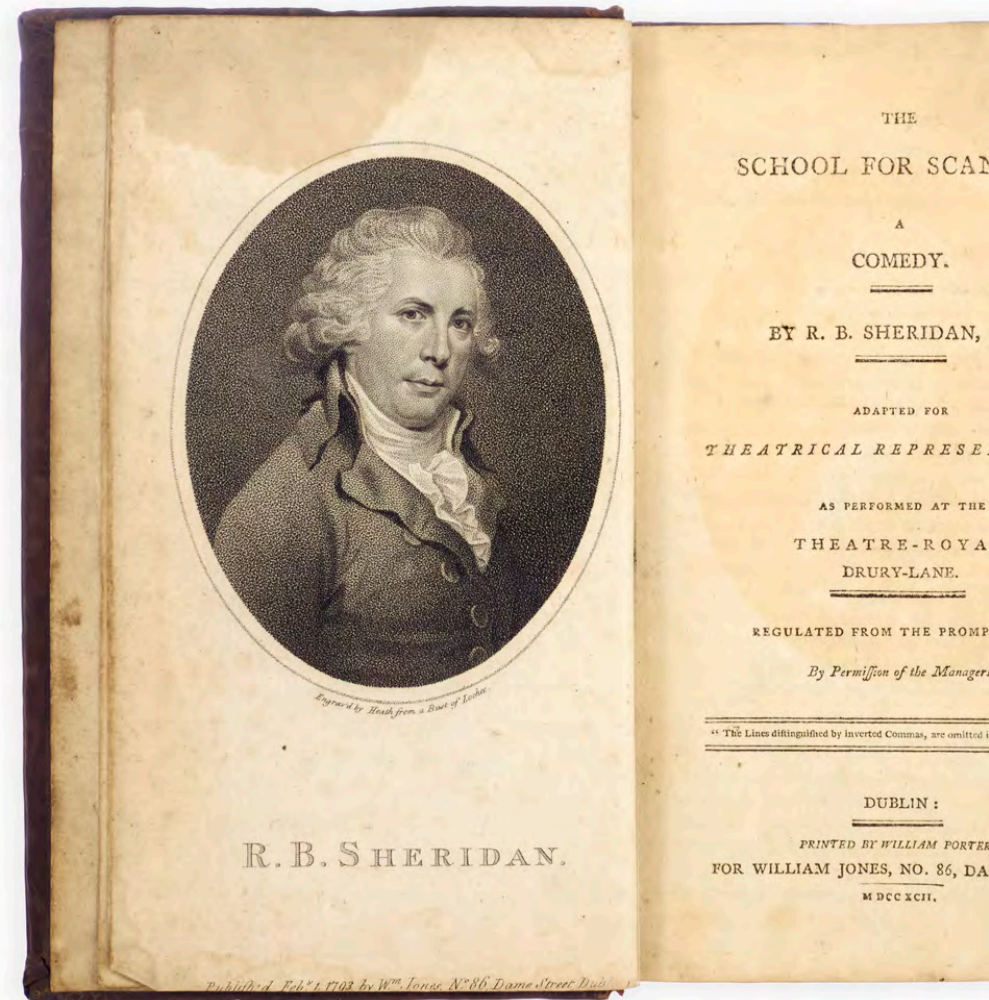 Engrav'd by Heath from a Bust of Lochee.
R. B. SHERIDAN.
Publish'd Feb.y 1. 1793 by Wm. Jones. No. 86 Dame Street Dub
THE
SCHOOL FOR SCAN
A
COMEDY.
BY R. B. SHERIDAN,
ADAPTED FOR
THEATRICAL REPRESE
AS PERFORMED AT THE
THEATRE-ROYA
DRURY-LANE.
REGULATED FROM THE PROMP
By Permiſſion of the Manager
“ The Lines diſtinguiſhed by inverted Commas, are omitted i
DUBLIN :
PRINTED BY WILLIAM PORTER
FOR WILLIAM JONES, NO. 86, DA
M DCC XCII.